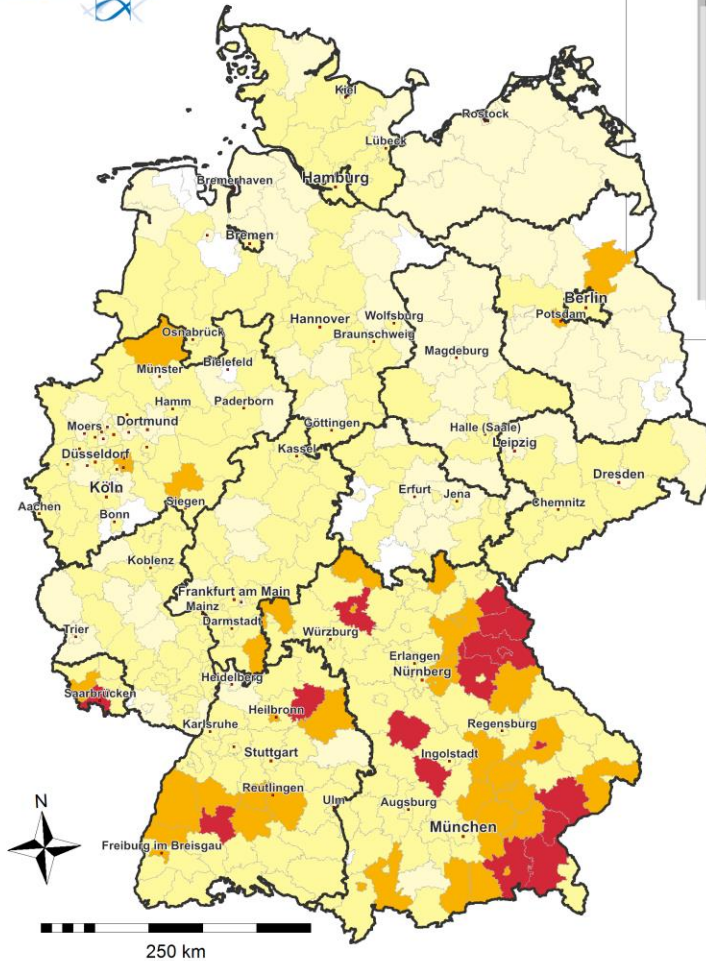 Kiel
Rostock
Lübeck
Bremerhaven
Hamburg
Bremen
Berlin
Potsdam
Osnabrück
Hannover
Wolfsburg
Braunschweig
Münster
Bielefeld
Magdeburg
Hamm
Paderborn
Moers
Dortmund
Göttingen
Halle (Saale)
Leipzig
Düsseldorf
Kassel
Dresden
Köln
Siegen
Erfurt
Jena
Chemnitz
Aachen
Bonn
Koblenz
Frankfurt am Main
Mainz
Darmstadt
Würzburg
Trier
Erlangen
Nürnberg
Heidelberg
Saarbrücken
Heilbronn
Karlsruhe
Regensburg
Stuttgart
Ingolstadt
Reutlingen
Ulm
Augsburg
München
Freiburg im Breisgau
N
250 km